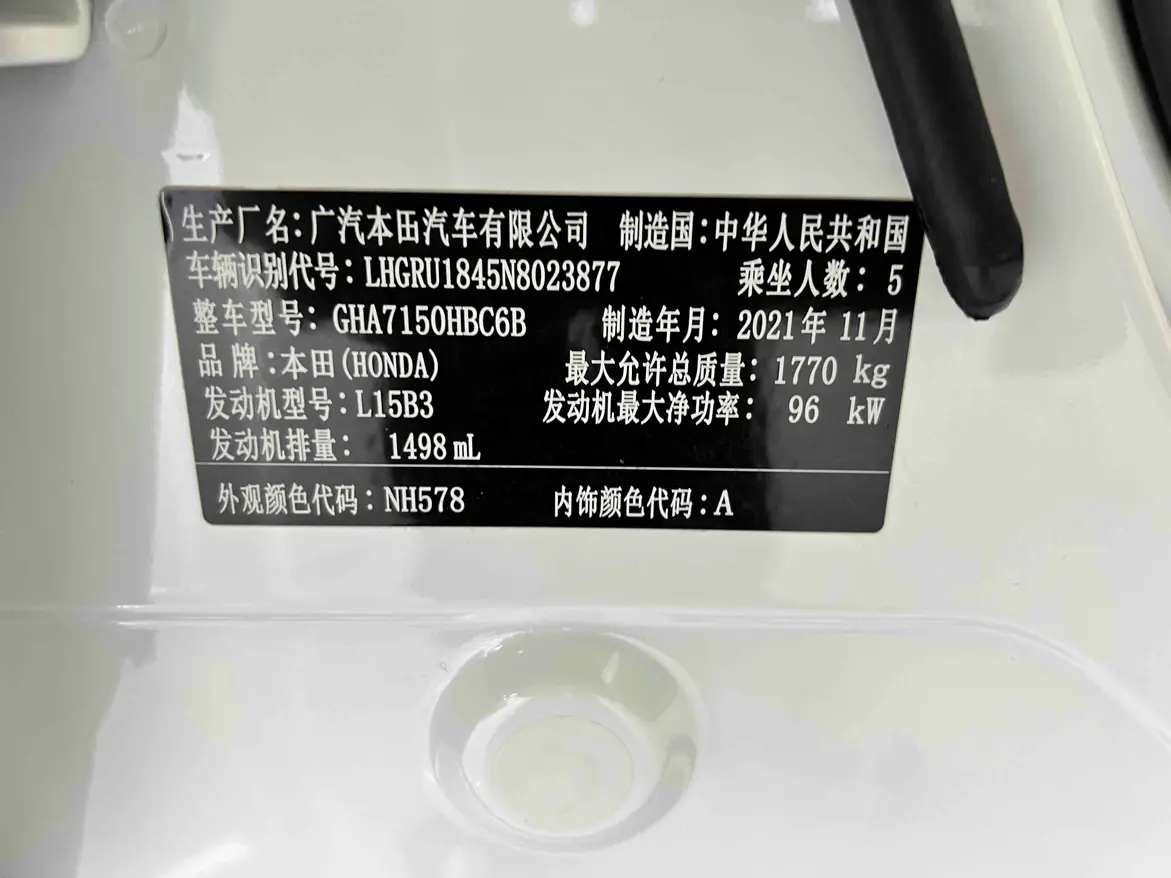 生产厂名:广汽本田汽车有限公司 制造国:中华人民共和国
车辆识别代号:LHGRU1845N8023877 乘坐人数:5
整车型号:GHA7150HBC6B 制造年月:2021年11月
品牌:本田(HONDA) 最大允许总质量:1770 kg
发动机型号:L15B3 发动机最大净功率:96 kW
发动机排量:1498 mL
外观颜色代码:NH578 内饰颜色代码:A